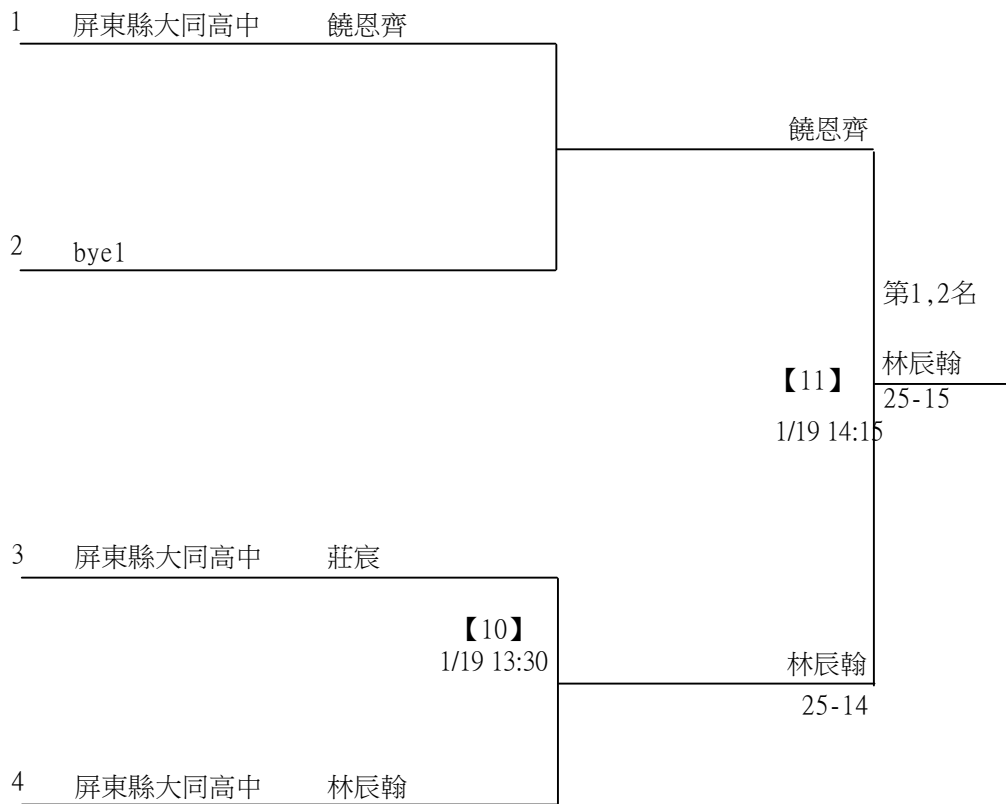 1 屏東縣大同高中 饒恩齊
饒恩齊
2 bye1
第1,2名
林辰翰
【11】
25-15
1/19 14:15
3 屏東縣大同高中 莊宸
【10】
1/19 13:30
林辰翰
25-14
4 屏東縣大同高中 林辰翰